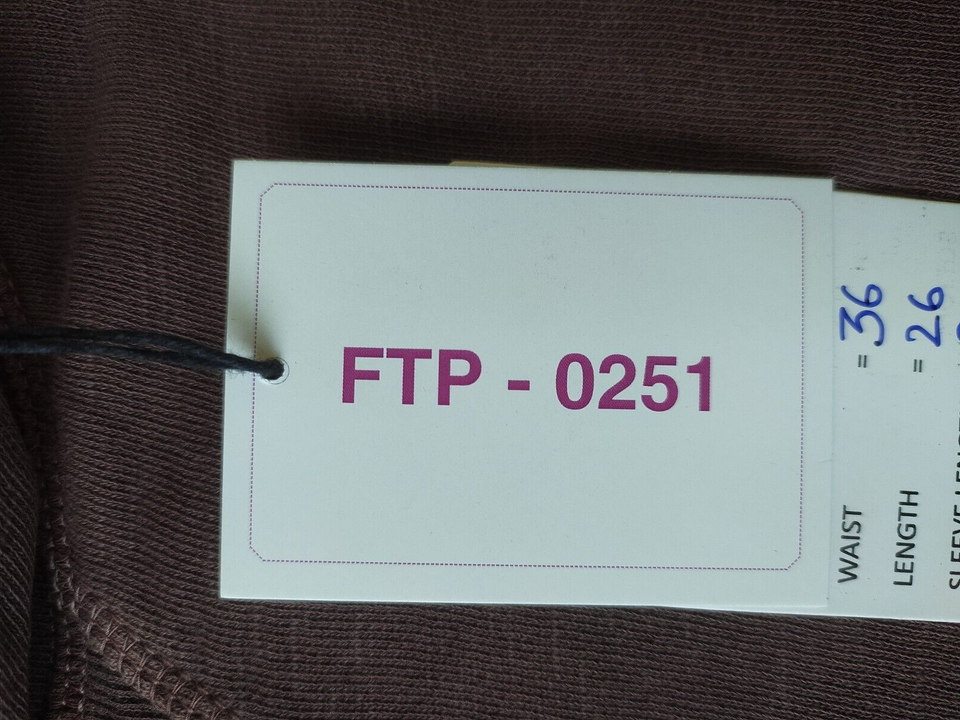 FTP - 0251
WAIST = 36
LENGTH = 26